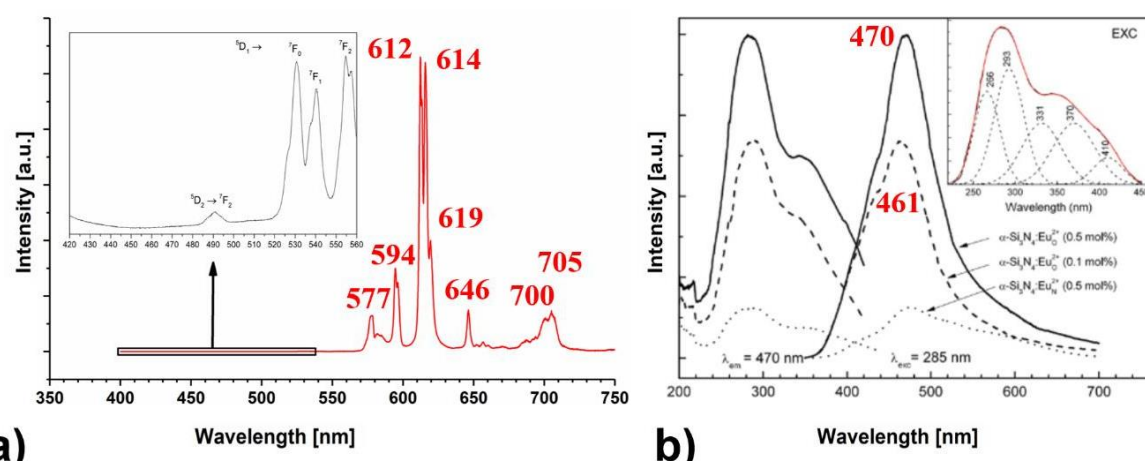 ⁵D₁ →
⁷F₀
⁷F₁
⁷F₂
⁵D₂ → ⁷F₂
420 430 440 450 460 470 480 490 500 510 520 530 540 550 560
612
614
619
594
577
646
700
705
Intensity [a.u.]
350 400 450 500 550 600 650 700 750
Wavelength [nm]
a)
470
461
EXC
266
293
331
370
410
250 300 350 400
Wavelength (nm)
α-Si₃N₄:Eu²⁺O (0.5 mol%)
α-Si₃N₄:Eu²⁺O (0.1 mol%)
α-Si₃N₄:Eu²⁺N (0.5 mol%)
λem = 470 nm
λexc = 285 nm
Intensity [a.u.]
200 300 400 500 600 700
Wavelength [nm]
b)